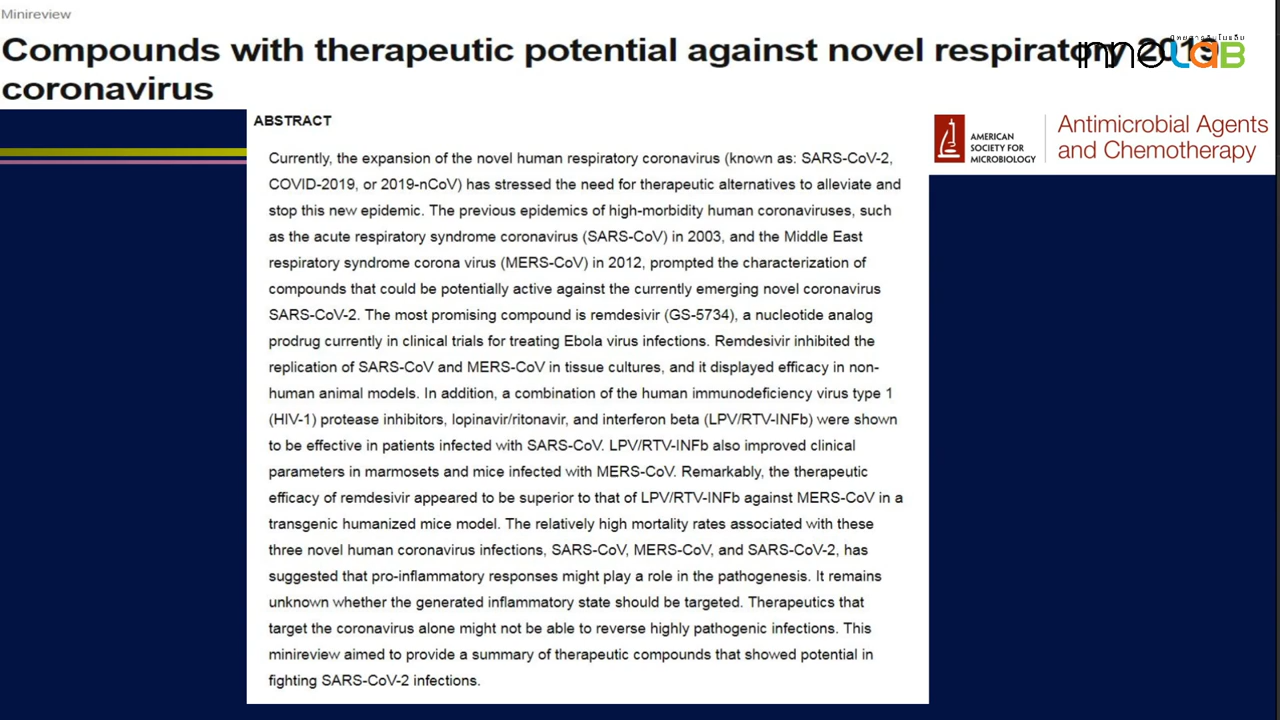 Minireview
Compounds with therapeutic potential against novel respiratory 2019
coronavirus
innoLAB
ABSTRACT
AMERICAN
SOCIETY FOR
MICROBIOLOGY
Antimicrobial Agents
and Chemotherapy
Currently, the expansion of the novel human respiratory coronavirus (known as: SARS-CoV-2,
COVID-2019, or 2019-nCoV) has stressed the need for therapeutic alternatives to alleviate and
stop this new epidemic. The previous epidemics of high-morbidity human coronaviruses, such
as the acute respiratory syndrome coronavirus (SARS-CoV) in 2003, and the Middle East
respiratory syndrome corona virus (MERS-CoV) in 2012, prompted the characterization of
compounds that could be potentially active against the currently emerging novel coronavirus
SARS-CoV-2. The most promising compound is remdesivir (GS-5734), a nucleotide analog
prodrug currently in clinical trials for treating Ebola virus infections. Remdesivir inhibited the
replication of SARS-CoV and MERS-CoV in tissue cultures, and it displayed efficacy in non-
human animal models. In addition, a combination of the human immunodeficiency virus type 1
(HIV-1) protease inhibitors, lopinavir/ritonavir, and interferon beta (LPV/RTV-INFb) were shown
to be effective in patients infected with SARS-CoV. LPV/RTV-INFb also improved clinical
parameters in marmosets and mice infected with MERS-CoV. Remarkably, the therapeutic
efficacy of remdesivir appeared to be superior to that of LPV/RTV-INFb against MERS-CoV in a
transgenic humanized mice model. The relatively high mortality rates associated with these
three novel human coronavirus infections, SARS-CoV, MERS-CoV, and SARS-CoV-2, has
suggested that pro-inflammatory responses might play a role in the pathogenesis. It remains
unknown whether the generated inflammatory state should be targeted. Therapeutics that
target the coronavirus alone might not be able to reverse highly pathogenic infections. This
minireview aimed to provide a summary of therapeutic compounds that showed potential in
fighting SARS-CoV-2 infections.